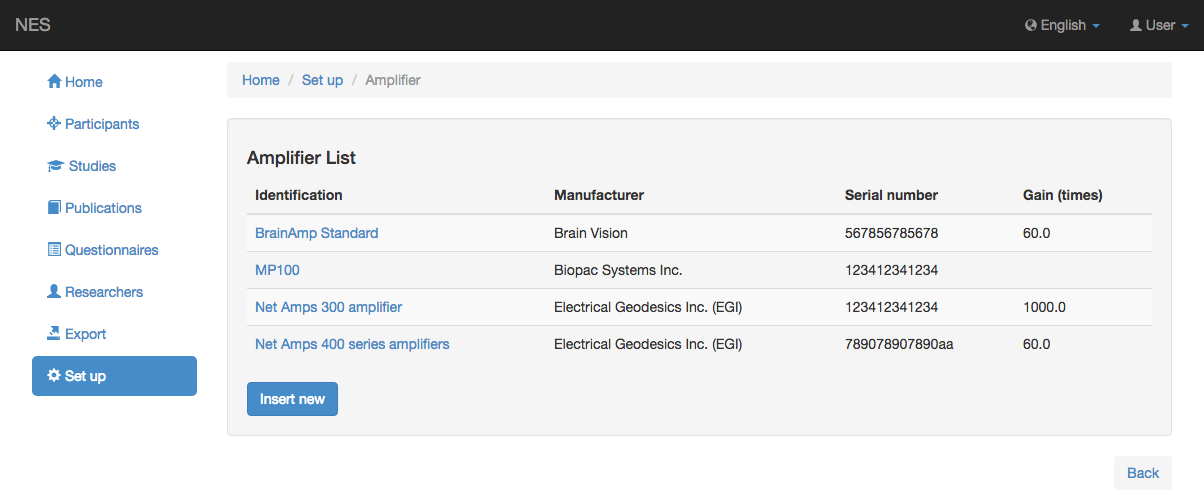 NES
English
User
Home
Participants
Studies
Publications
Questionnaires
Researchers
Export
Set up
Home / Set up / Amplifier
Amplifier List
Identification Manufacturer Serial number Gain (times)
BrainAmp Standard Brain Vision 567856785678 60.0
MP100 Biopac Systems Inc. 123412341234
Net Amps 300 amplifier Electrical Geodesics Inc. (EGI) 123412341234 1000.0
Net Amps 400 series amplifiers Electrical Geodesics Inc. (EGI) 789078907890aa 60.0
Insert new
Back